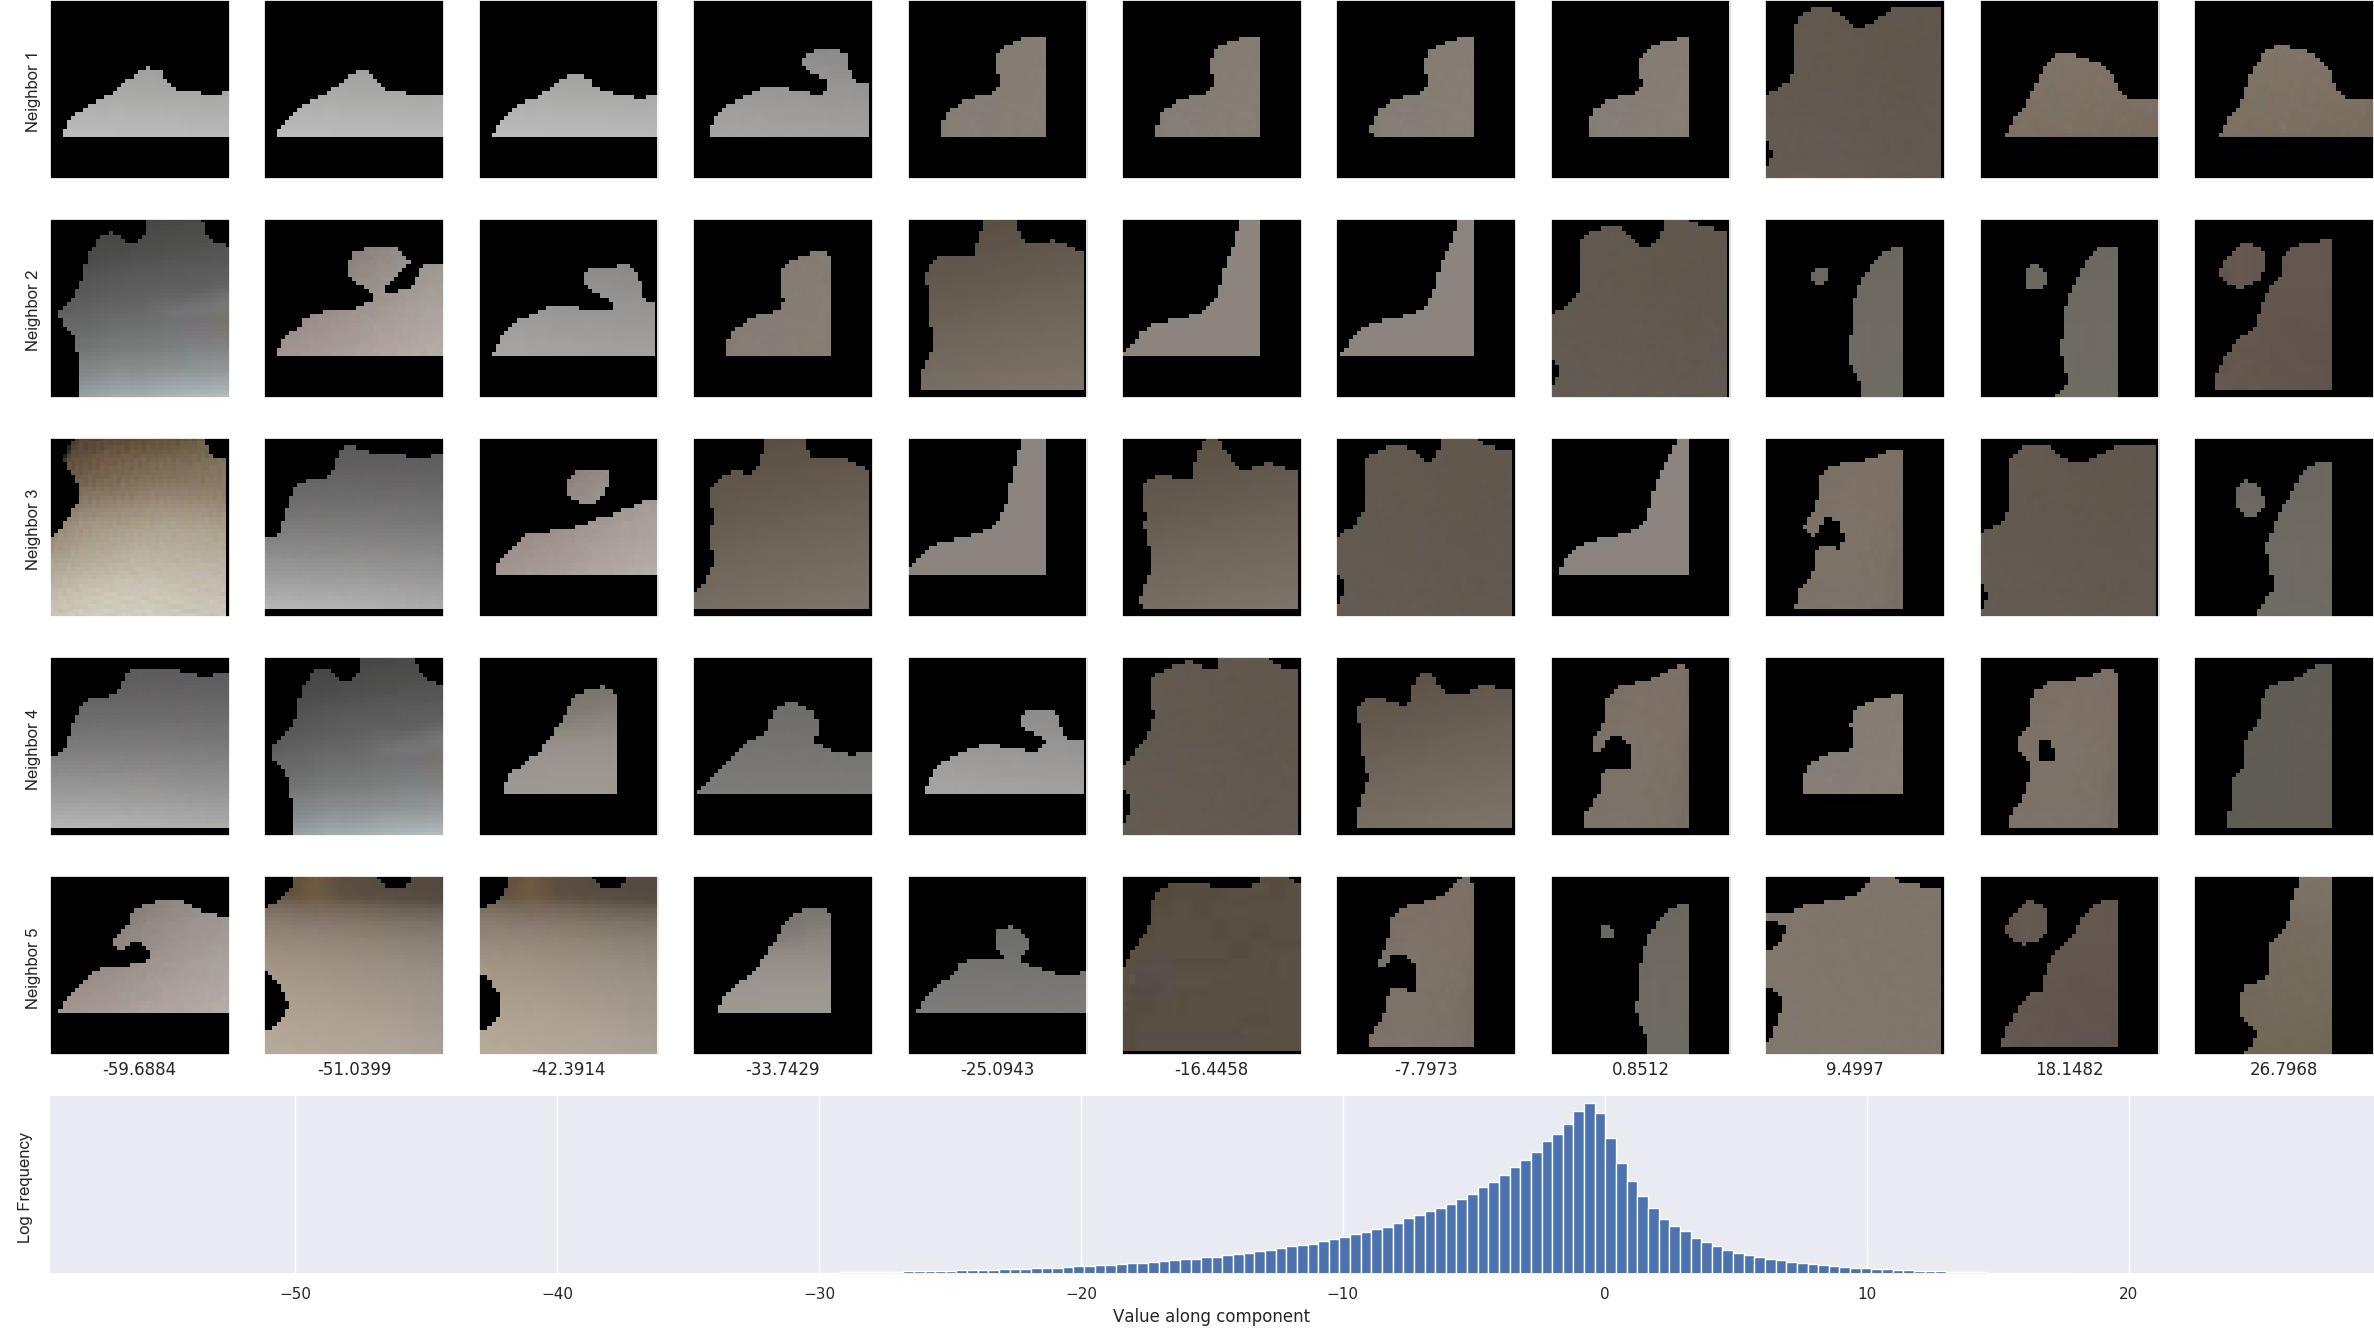 Neighbor 1
Neighbor 2
Neighbor 3
Neighbor 4
Neighbor 5
-59.6884 -51.0399 -42.3914 -33.7429 -25.0943 -16.4458 -7.7973 0.8512 9.4997 18.1482 26.7968
Log Frequency
−50 −40 −30 −20 −10 0 10 20
Value along component